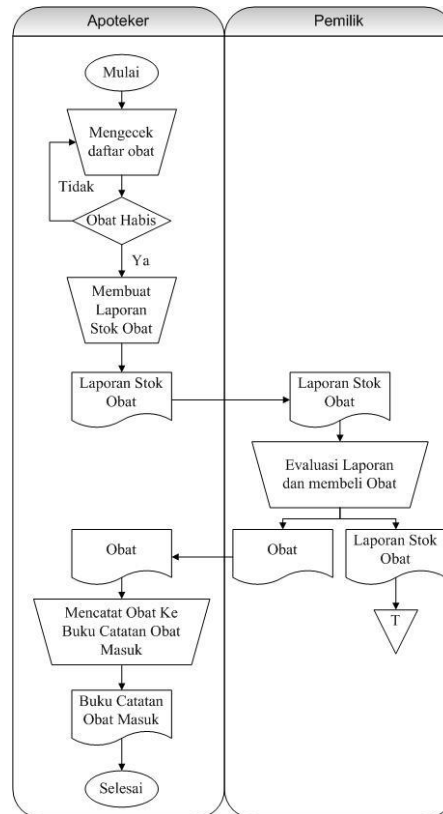 Apoteker
Pemilik
Mulai
Mengecek
daftar obat
Tidak
Obat Habis
Ya
Membuat
Laporan
Stok Obat
Laporan Stok
Obat
Laporan Stok
Obat
Evaluasi Laporan
dan membeli Obat
Obat
Obat
Laporan Stok
Obat
T
Mencatat Obat Ke
Buku Catatan Obat
Masuk
Buku Catatan
Obat Masuk
Selesai